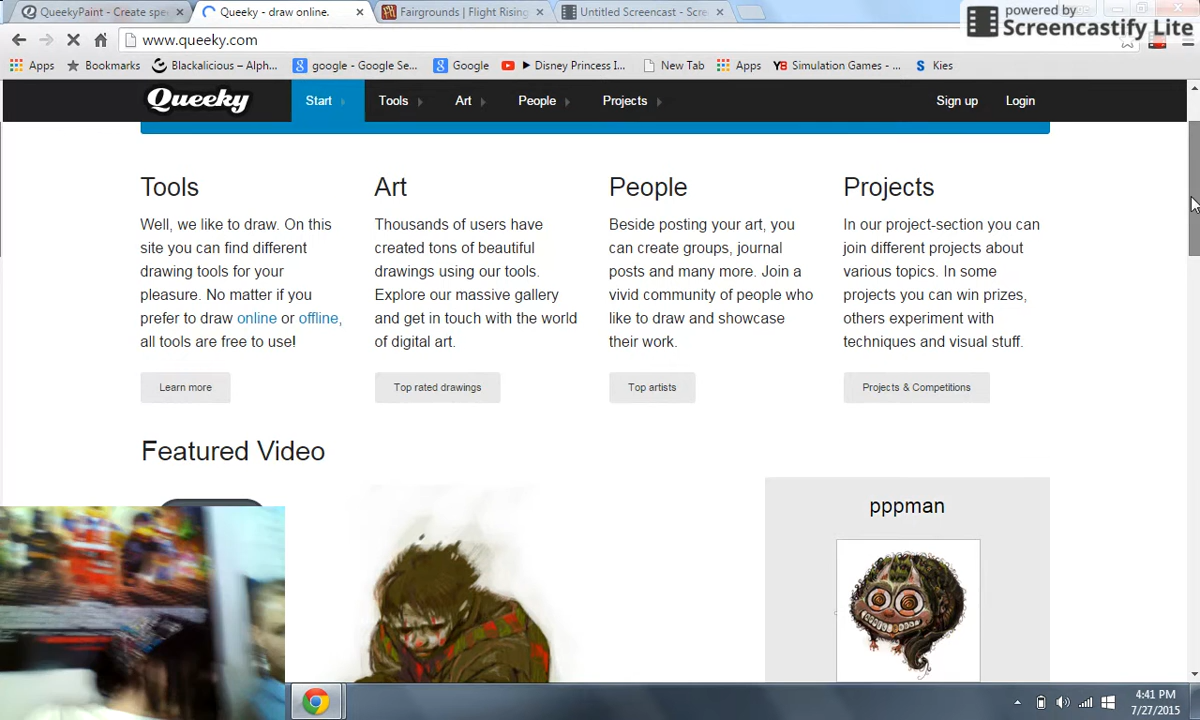 QueekyPaint - Create spe
Queeky - draw online.
Fairgrounds | Flight Rising
Untitled Screencast - Scre
powered by
Screencastify Lite
www.queeky.com
Apps
Bookmarks
Blackalicious – Alph...
google - Google Se...
Google
Disney Princess I...
New Tab
Apps
Y8
Simulation Games - ...
Kies
Queeky
Start
Tools
Art
People
Projects
Sign up
Login
Tools
Well, we like to draw. On this
site you can find different
drawing tools for your
pleasure. No matter if you
prefer to draw online or offline,
all tools are free to use!
Learn more
Art
Thousands of users have
created tons of beautiful
drawings using our tools.
Explore our massive gallery
and get in touch with the world
of digital art.
Top rated drawings
People
Beside posting your art, you
can create groups, journal
posts and many more. Join a
vivid community of people who
like to draw and showcase
their work.
Top artists
Projects
In our project-section you can
join different projects about
various topics. In some
projects you can win prizes,
others experiment with
techniques and visual stuff.
Projects & Competitions
Featured Video
pppman
4:41 PM
7/27/2015